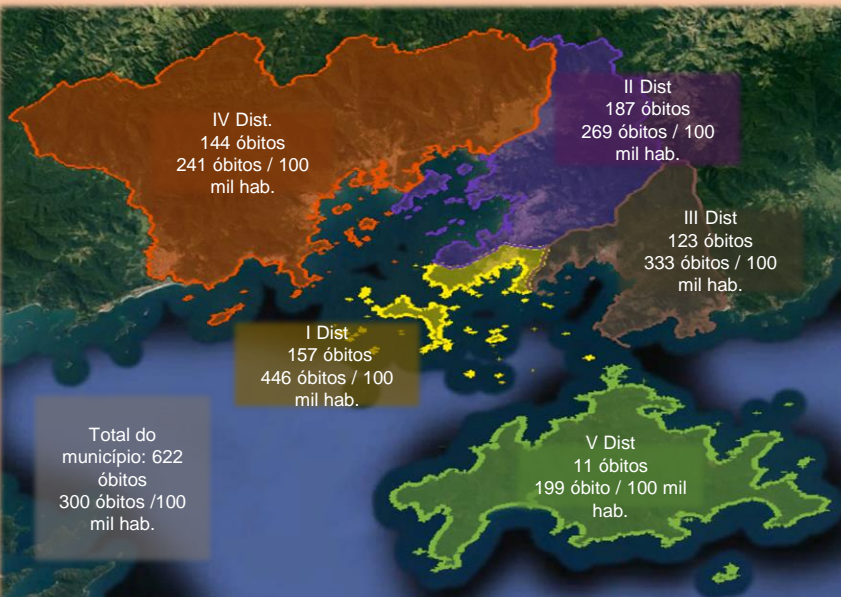 II Dist
187 óbitos
269 óbitos / 100
mil hab.
IV Dist.
144 óbitos
241 óbitos / 100
mil hab.
III Dist
123 óbitos
333 óbitos / 100
mil hab.
I Dist
157 óbitos
446 óbitos / 100
mil hab.
Total do
município: 622
óbitos
300 óbitos /100
mil hab.
V Dist
11 óbitos
199 óbito / 100 mil
hab.